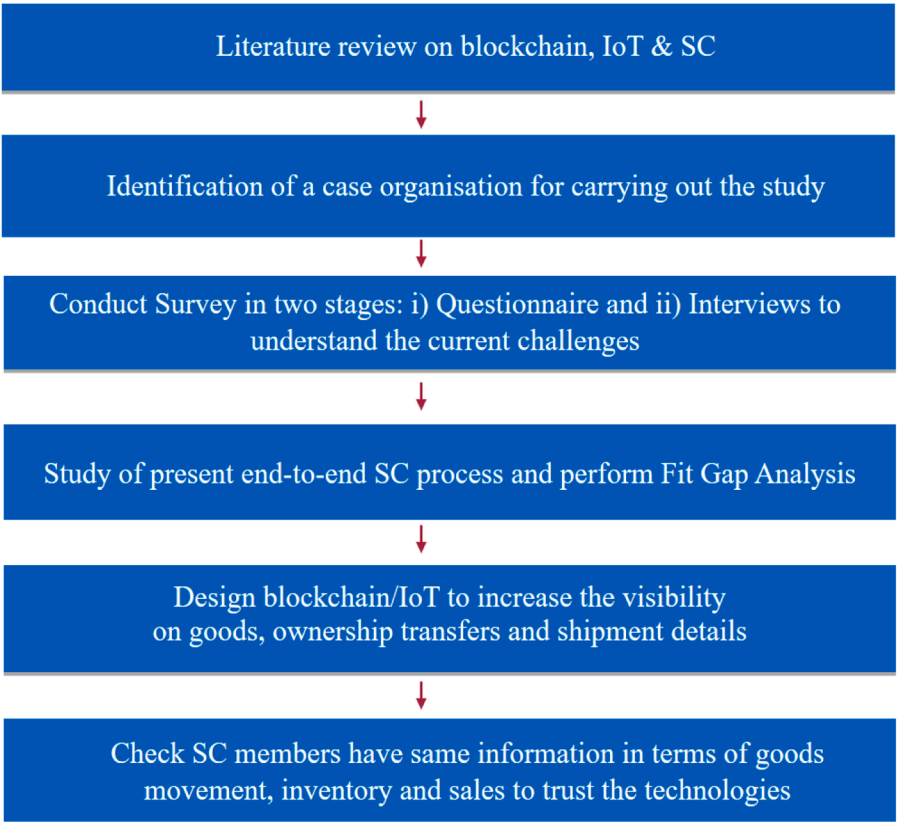 Literature review on blockchain, IoT & SC
Identification of a case organisation for carrying out the study
Conduct Survey in two stages: i) Questionnaire and ii) Interviews to
understand the current challenges
Study of present end-to-end SC process and perform Fit Gap Analysis
Design blockchain/IoT to increase the visibility
on goods, ownership transfers and shipment details
Check SC members have same information in terms of goods
movement, inventory and sales to trust the technologies